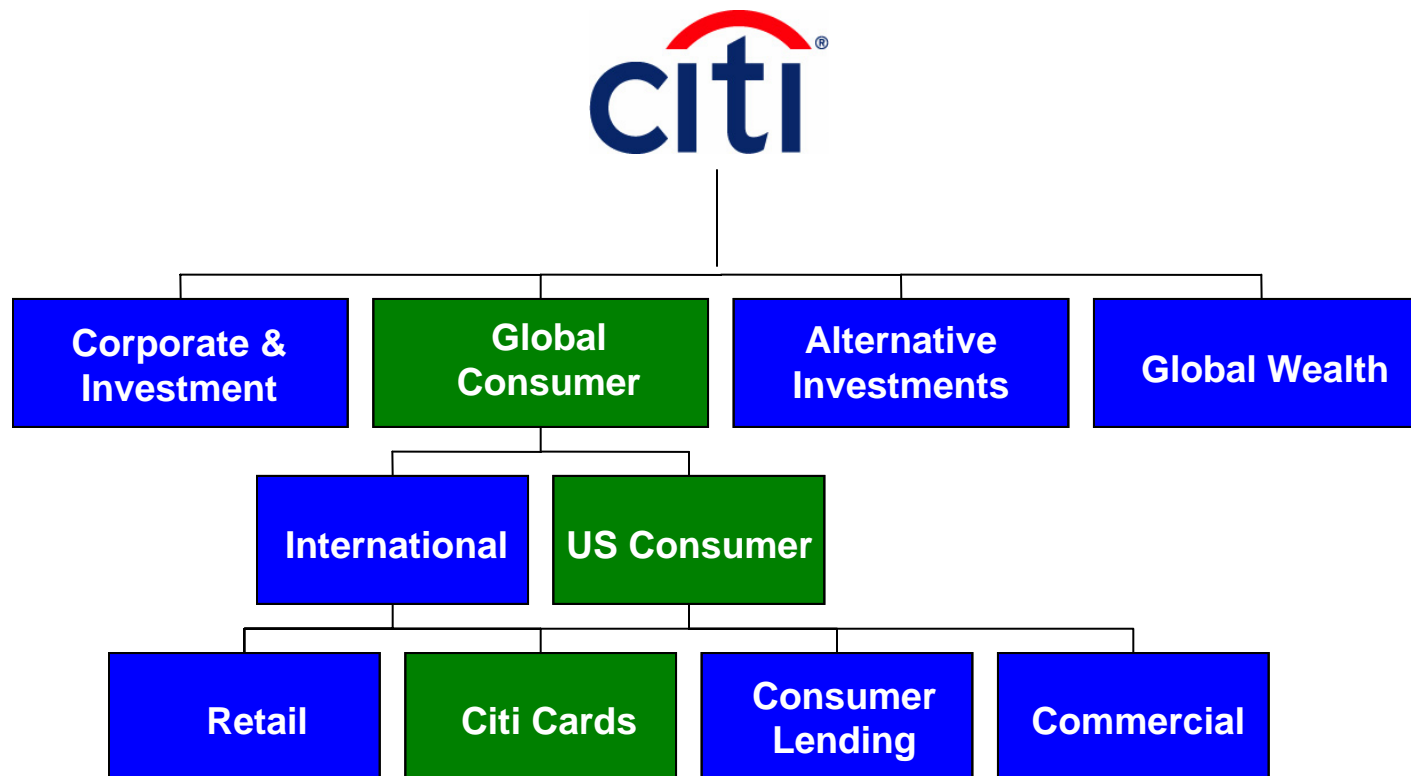 citi®
Corporate &
Investment
Global
Consumer
Alternative
Investments
Global Wealth
International
US Consumer
Retail
Citi Cards
Consumer
Lending
Commercial